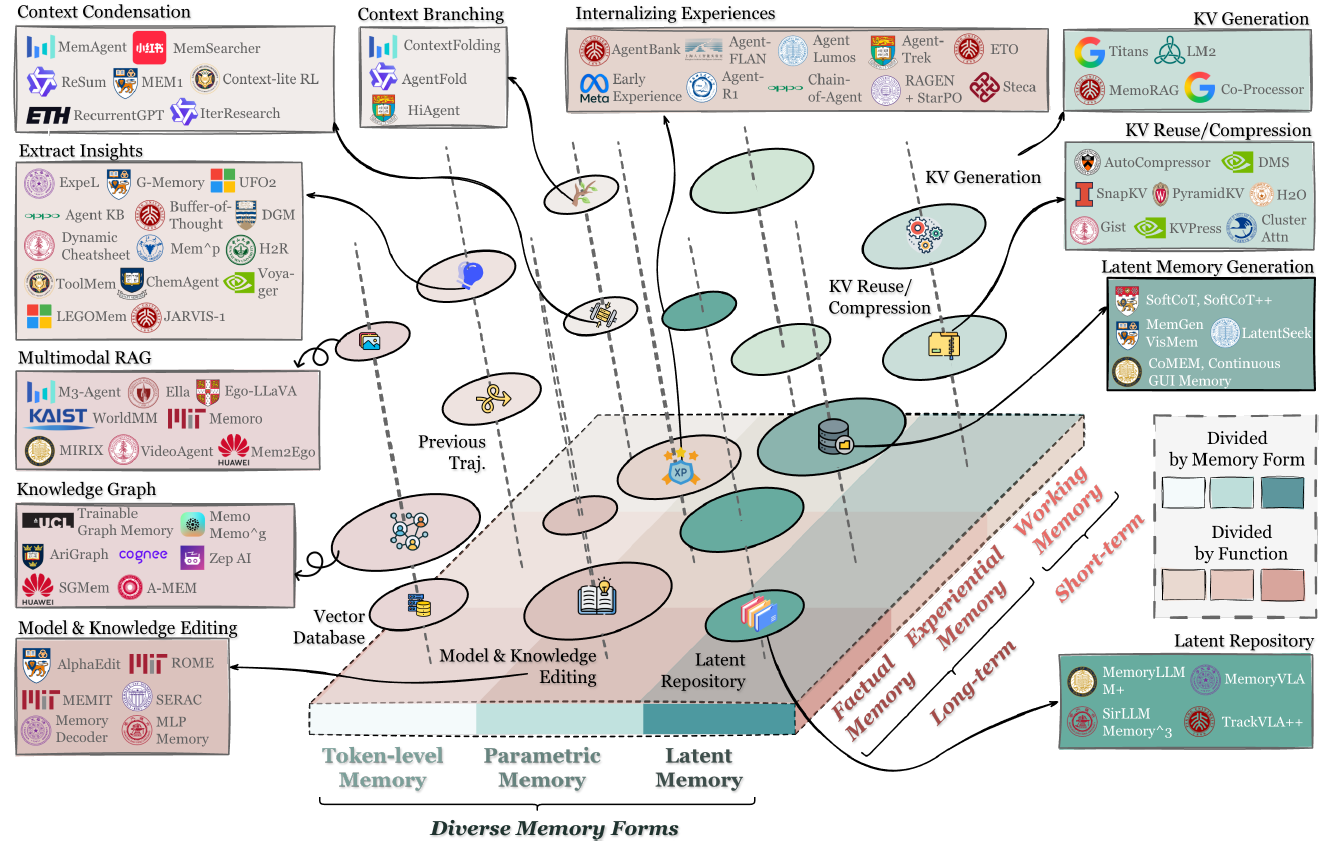 Context Condensation
MemAgent
小红书
MemSearcher
ReSum
MEM1
Context-lite RL
ETH
RecurrentGPT
IterResearch
Context Branching
ContextFolding
AgentFold
HiAgent
Internalizing Experiences
AgentBank
Agent-
FLAN
Agent
Lumos
Agent-
Trek
ETO
Meta
Early
Experience
Agent-
R1
oppo
Chain-
of-Agent
RAGEN
+ StarPO
Steca
KV Generation
Titans
LM2
MemoRAG
Co-Processor
KV Reuse/Compression
AutoCompressor
DMS
SnapKV
PyramidKV
H2O
Gist
KVPress
Cluster
Attn
Extract Insights
ExpeL
G-Memory
UFO2
oppo
Agent KB
Buffer-of-
Thought
DGM
Dynamic
Cheatsheet
Mem^p
H2R
ToolMem
ChemAgent
Voya-
ger
LEGOMem
JARVIS-1
Latent Memory Generation
SoftCoT, SoftCoT++
MemGen
VisMem
LatentSeek
CoMEM, Continuous
GUI Memory
Multimodal RAG
M3-Agent
Ella
Ego-LLaVA
KAIST
WorldMM
MIT
Memoro
MIRIX
VideoAgent
HUAWEI
Mem2Ego
Knowledge Graph
UCL
Trainable
Graph Memory
Memo
Memo^g
AriGraph
cognee
Zep AI
HUAWEI
SGMem
A-MEM
Model & Knowledge Editing
AlphaEdit
MIT
ROME
MIT
MEMIT
SERAC
Memory
Decoder
MLP
Memory
KV Generation
KV Reuse/
Compression
Previous
Traj.
XP
Vector
Database
Model & Knowledge
Editing
Latent
Repository
Working
Memory
Short-term
Experiential
Memory
Factual
Memory
Long-term
Divided
by Memory Form
Divided
by Function
Latent Repository
MemoryLLM
M+
MemoryVLA
SirLLM
Memory^3
TrackVLA++
Token-level
Memory
Parametric
Memory
Latent
Memory
Diverse Memory Forms